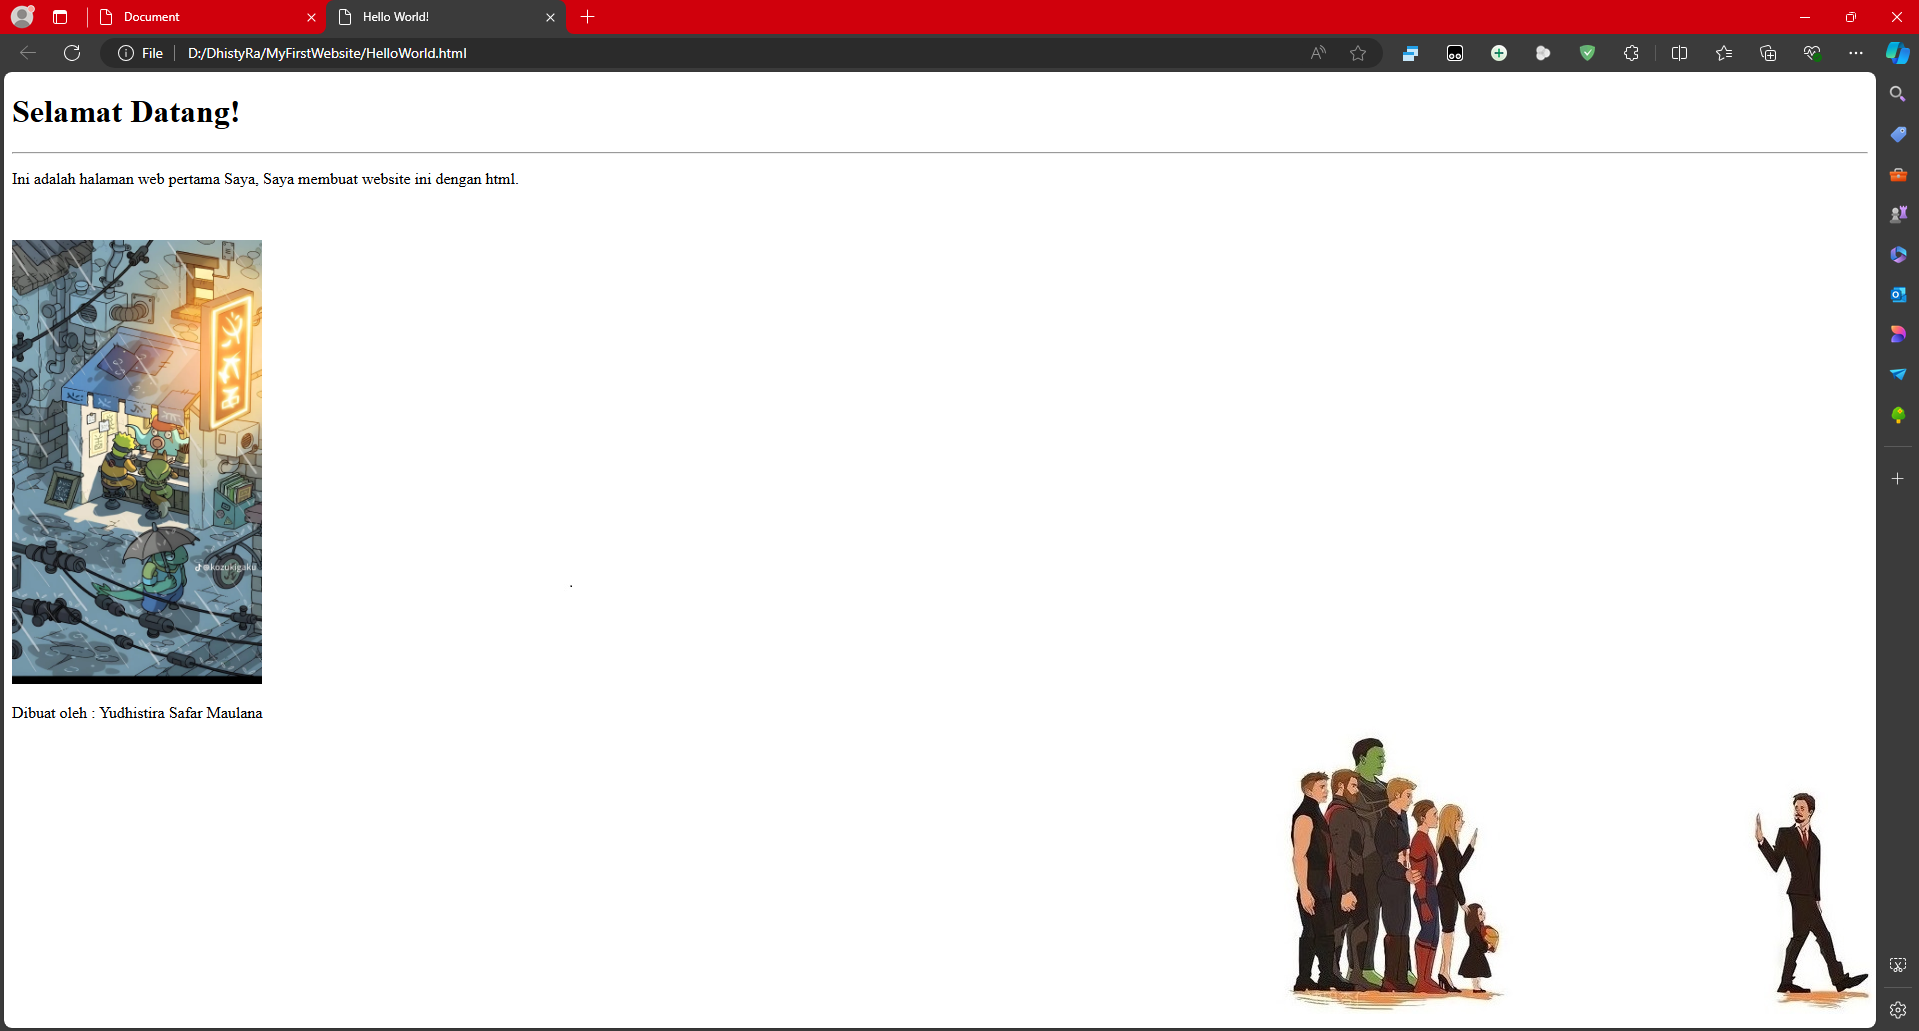 Document
Hello World!
File
D:/DhistyRa/MyFirstWebsite/HelloWorld.html
Selamat Datang!
Ini adalah halaman web pertama Saya, Saya membuat website ini dengan html.
@kozukigaku
Dibuat oleh : Yudhistira Safar Maulana